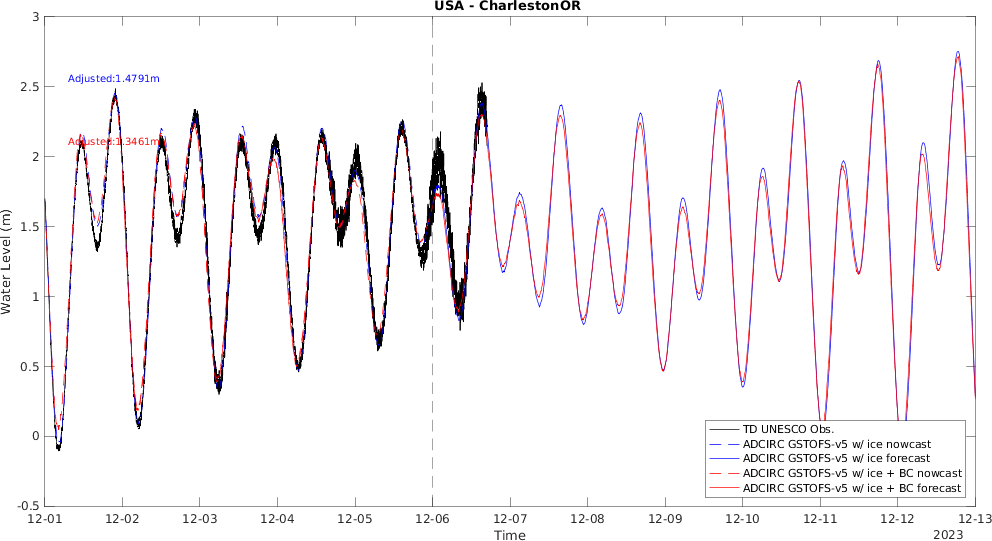 USA - CharlestonOR
3
2.5
2
1.5
1
0.5
0
-0.5
Water Level (m)
Adjusted:1.4791m
Adjusted:1.3461m
TD UNESCO Obs.
ADCIRC GSTOFS-v5 w/ ice nowcast
ADCIRC GSTOFS-v5 w/ ice forecast
ADCIRC GSTOFS-v5 w/ ice + BC nowcast
ADCIRC GSTOFS-v5 w/ ice + BC forecast
12-01 12-02 12-03 12-04 12-05 12-06 12-07 12-08 12-09 12-10 12-11 12-12 12-13
Time
2023